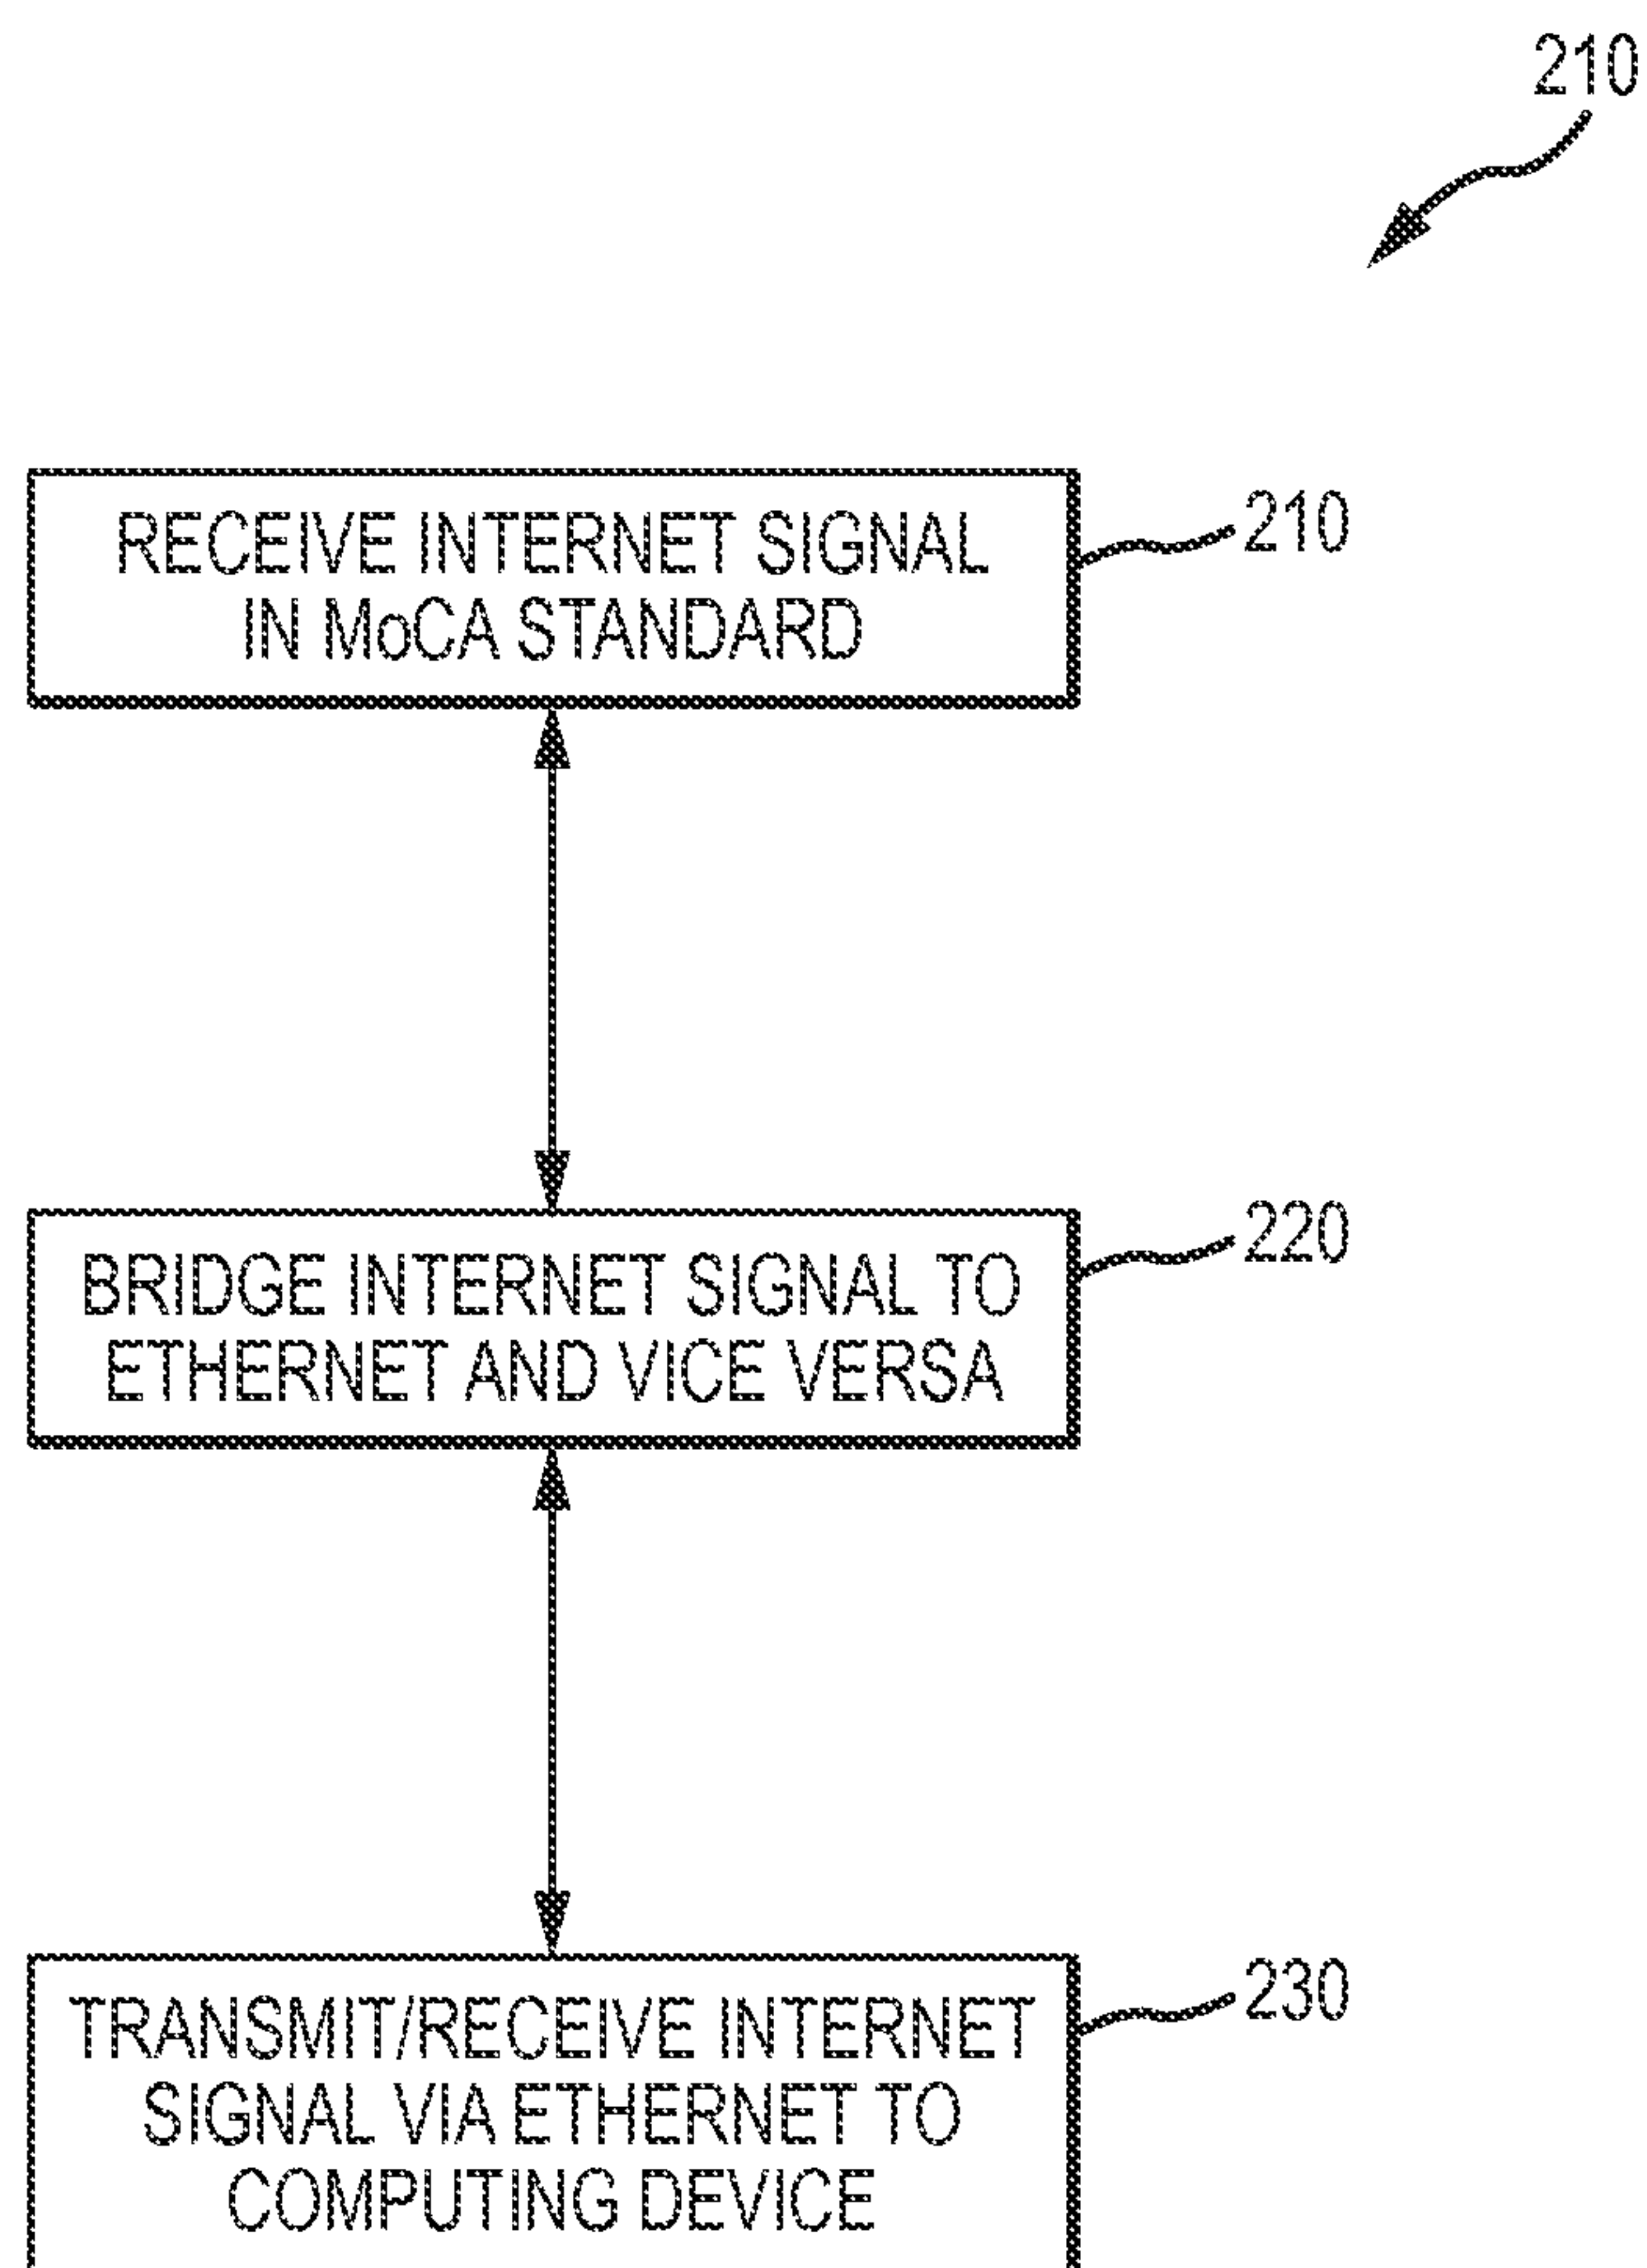 210
RECEIVE INTERNET SIGNAL
IN MoCA STANDARD
210
BRIDGE INTERNET SIGNAL TO
ETHERNET AND VICE VERSA
220
TRANSMIT/RECEIVE INTERNET
SIGNAL VIA ETHERNET TO
COMPUTING DEVICE
230